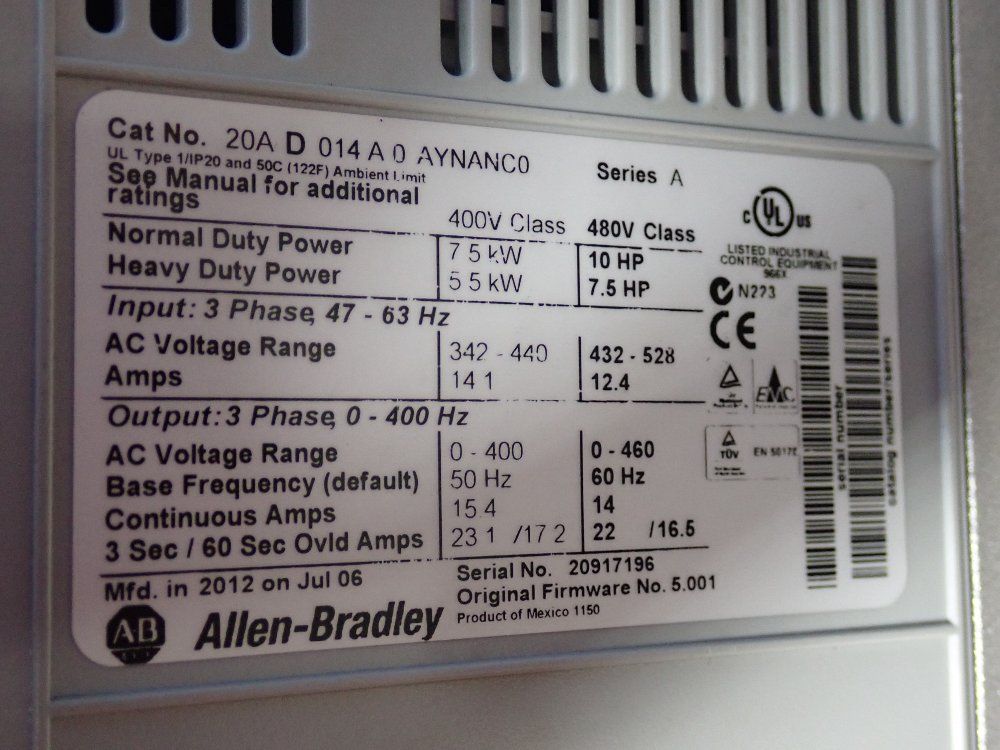 Cat No. 20A D 014 A 0 AYNANC0
Series A
UL Type 1/IP20 and 50C (122F) Ambient Limit
See Manual for additional
ratings
400V Class 480V Class
Normal Duty Power 7 5 kW 10 HP
Heavy Duty Power 5 5 kW 7.5 HP
Input: 3 Phase, 47 - 63 Hz
AC Voltage Range 342 - 440 432 - 528
Amps 14 1 12.4
Output: 3 Phase, 0 - 400 Hz
AC Voltage Range 0 - 400 0 - 460
Base Frequency (default) 50 Hz 60 Hz
Continuous Amps 15 4 14
3 Sec / 60 Sec Ovld Amps 23 1 /17 2 22 /16.5
Mfd. in 2012 on Jul 06
Serial No. 20917196
Original Firmware No. 5.001
Product of Mexico 1150
AB
Allen-Bradley
C UL US
LISTED INDUSTRIAL
CONTROL EQUIPMENT
966X
N223
CE
EMC
TÜV
serial number
catalog number/series